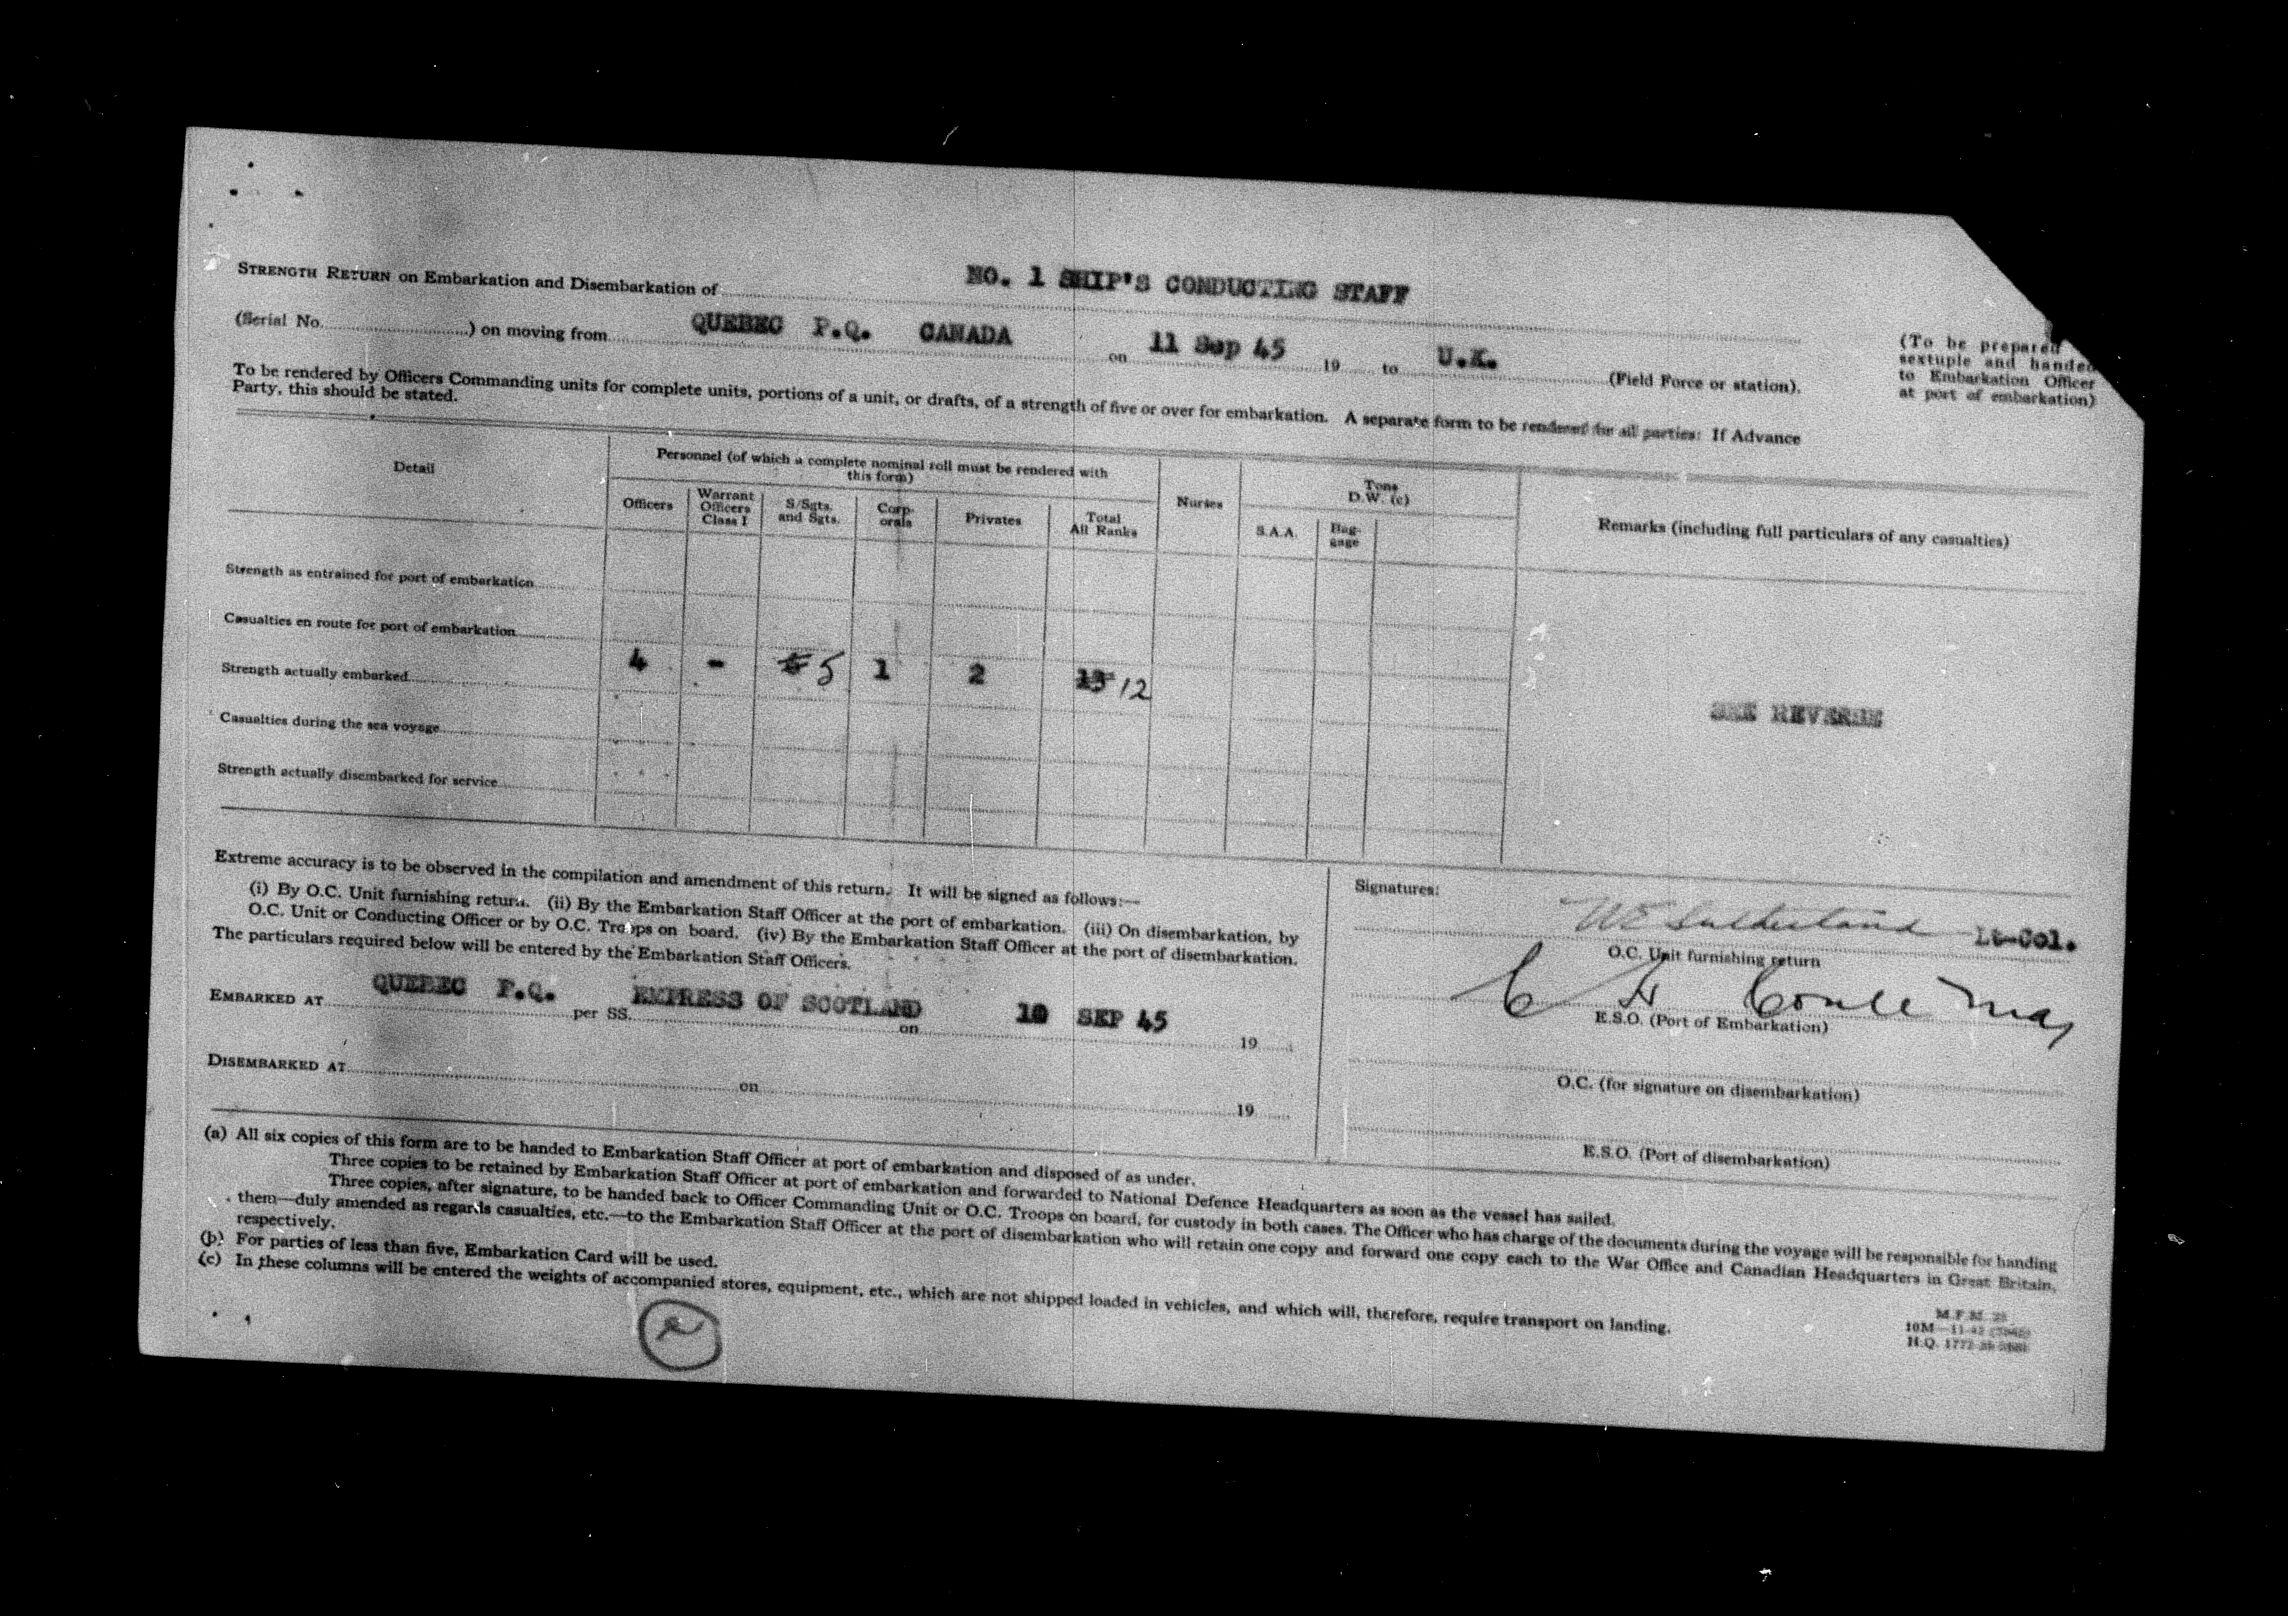 STRENGTH RETURN on Embarkation and Disembarkation of NO. 1 SHIP'S CONDUCTING STAFF
(Serial No. ) on moving from QUEBEC P.Q. CANADA on 11 Sep 45 19 to U.K. (Field Force or station).
(To be prepared
sextuple and handed
to Embarkation Officer
at port of embarkation)
To be rendered by Officers Commanding units for complete units, portions of a unit, or drafts, of a strength of five or over for embarkation. A separate form to be rendered for all parties: If Advance
Party, this should be stated.
Detail
Personnel (of which a complete nominal roll must be rendered with
this form)
Officers
Warrant
Officers
Class I
S/Sgts.
and Sgts.
Corp-
orals
Privates
Total
All Ranks
Nurses
Tons
D.W. (c)
S.A.A.
Bag-
gage
Remarks (including full particulars of any casualties)
Strength as entrained for port of embarkation
Casualties en route for port of embarkation
Strength actually embarked 4 - 5 1 2 13 12
SEE REVERSE
Casualties during the sea voyage
Strength actually disembarked for service
Extreme accuracy is to be observed in the compilation and amendment of this return. It will be signed as follows:—
(i) By O.C. Unit furnishing return. (ii) By the Embarkation Staff Officer at the port of embarkation. (iii) On disembarkation, by
O.C. Unit or Conducting Officer or by O.C. Troops on board. (iv) By the Embarkation Staff Officer at the port of disembarkation.
The particulars required below will be entered by the Embarkation Staff Officers.
EMBARKED AT QUEBEC P.Q. per SS. EMPRESS OF SCOTLAND on 10 SEP 45 19
DISEMBARKED AT on 19
Signatures:
WE Sutherland Lt-Col.
O.C. Unit furnishing return
E.S.O. (Port of Embarkation)
O.C. (for signature on disembarkation)
E.S.O. (Port of disembarkation)
(a) All six copies of this form are to be handed to Embarkation Staff Officer at port of embarkation and disposed of as under.
Three copies to be retained by Embarkation Staff Officer at port of embarkation and forwarded to National Defence Headquarters as soon as the vessel has sailed.
Three copies, after signature, to be handed back to Officer Commanding Unit or O.C. Troops on board, for custody in both cases. The Officer who has charge of the documents during the voyage will be responsible for handing
them—duly amended as regards casualties, etc.—to the Embarkation Staff Officer at the port of disembarkation who will retain one copy and forward one copy each to the War Office and Canadian Headquarters in Great Britain,
respectively.
(b) For parties of less than five, Embarkation Card will be used.
(c) In these columns will be entered the weights of accompanied stores, equipment, etc., which are not shipped loaded in vehicles, and which will, therefore, require transport on landing.
M.F.M. 22
10M—11-42
H.Q. 1772